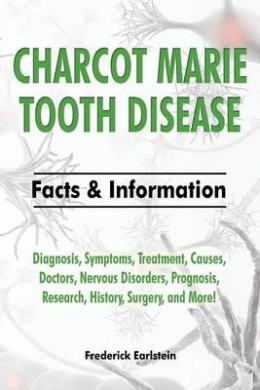 CHARCOT MARIE
TOOTH DISEASE
Facts & Information
Diagnosis, Symptoms, Treatment, Causes,
Doctors, Nervous Disorders, Prognosis,
Research, History, Surgery, and More!
Frederick Earlstein